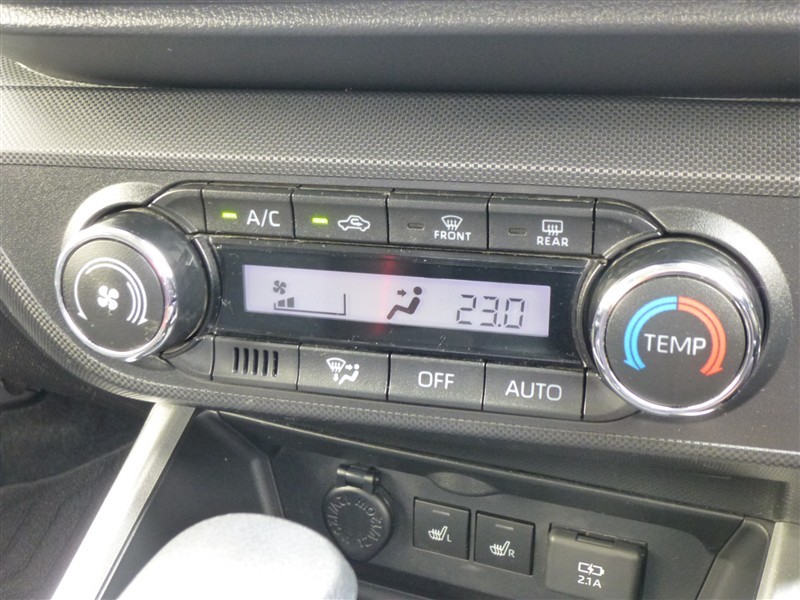 A/C
FRONT
REAR
23.0
TEMP
OFF
AUTO
L
R
2.1A